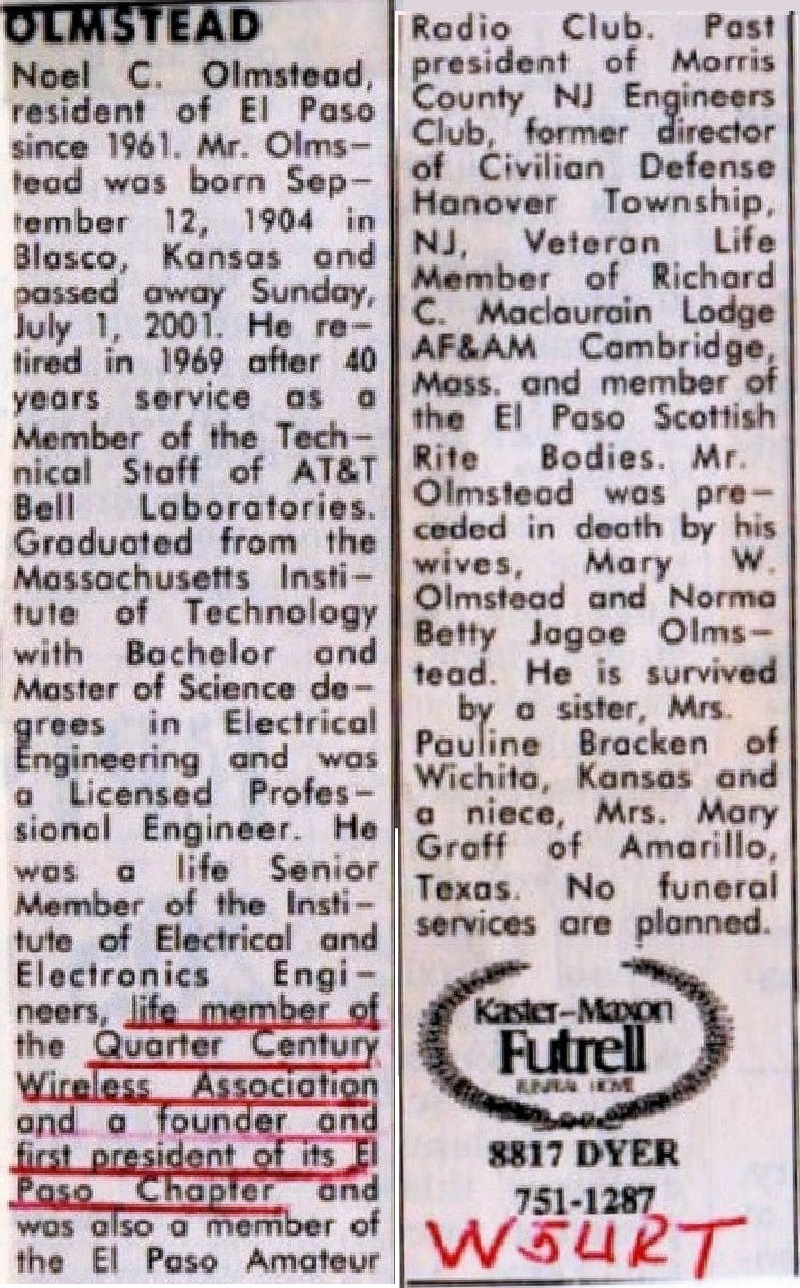 OLMSTEAD
Noel C. Olmstead,
resident of El Paso
since 1961. Mr. Olms-
tead was born Sep-
tember 12, 1904 in
Blasco, Kansas and
passed away Sunday,
July 1, 2001. He re-
tired in 1969 after 40
years service as a
Member of the Tech-
nical Staff of AT&T
Bell Laboratories.
Graduated from the
Massachusetts Insti-
tute of Technology
with Bachelor and
Master of Science de-
grees in Electrical
Engineering and was
a Licensed Profes-
sional Engineer. He
was a life Senior
Member of the Insti-
tute of Electrical and
Electronics Engi-
neers, life member of
the Quarter Century
Wireless Association
and a founder and
first president of its El
Paso Chapter and
was also a member of
the El Paso Amateur
Radio Club. Past
president of Morris
County NJ Engineers
Club, former director
of Civilian Defense
Hanover Township,
NJ, Veteran Life
Member of Richard
C. Maclaurain Lodge
AF&AM Cambridge,
Mass. and member of
the El Paso Scottish
Rite Bodies. Mr.
Olmstead was pre-
ceded in death by his
wives, Mary W.
Olmstead and Norma
Betty Jagoe Olms-
tead. He is survived
by a sister, Mrs.
Pauline Bracken of
Wichita, Kansas and
a niece, Mrs. Mary
Graff of Amarillo,
Texas. No funeral
services are planned.
Kaster-Maxon
Futrell
FUNERAL HOME
8817 DYER
751-1287
W5URT